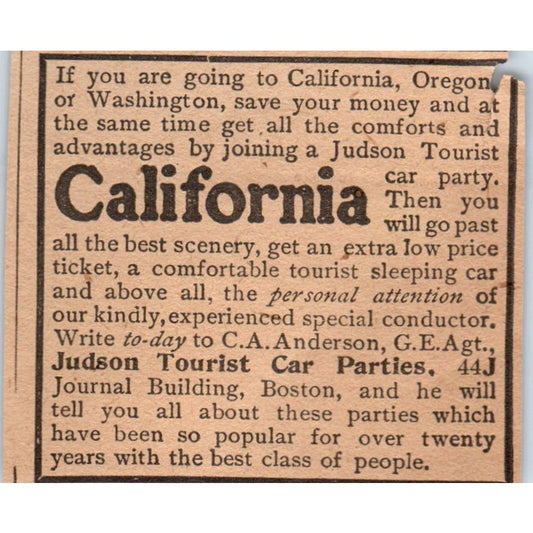 If you are going to California, Oregon,
or Washington, save your money and at
the same time get all the comforts and
advantages by joining a Judson Tourist
California car party.
Then you
will go past
all the best scenery, get an extra low price
ticket, a comfortable tourist sleeping car
and above all, the personal attention of
our kindly, experienced special conductor.
Write to-day to C.A. Anderson, G.E.Agt.,
Judson Tourist Car Parties, 44J
Journal Building, Boston, and he will
tell you all about these parties which
have been so popular for over twenty
years with the best class of people.